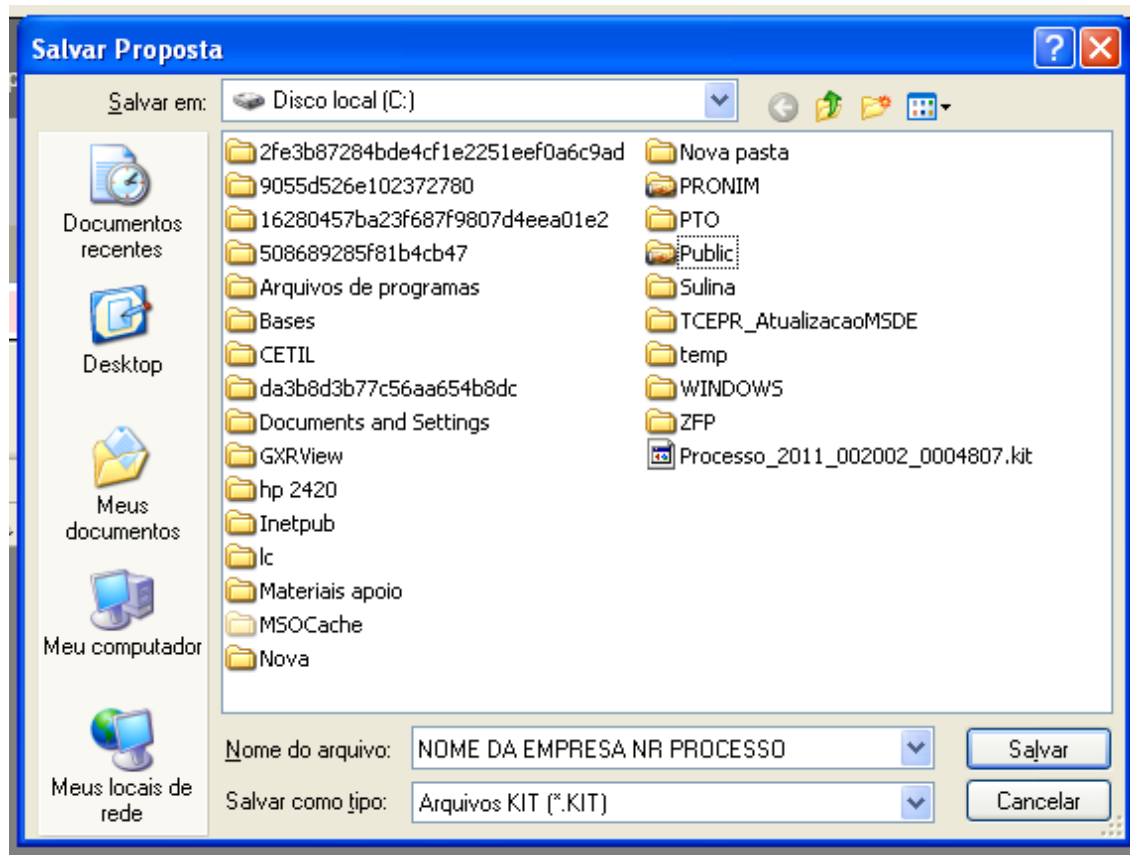 Salvar Proposta
Salvar em:
Disco local (C:)
Documentos
recentes
Desktop
Meus
documentos
Meu computador
Meus locais de
rede
2fe3b87284bde4cf1e2251eef0a6c9ad
9055d526e102372780
16280457ba23f687f9807d4eea01e2
508689285f81b4cb47
Arquivos de programas
Bases
CETIL
da3b8d3b77c56aa654b8dc
Documents and Settings
GXRView
hp 2420
Inetpub
lc
Materiais apoio
MSOCache
Nova
Nova pasta
PRONIM
PTO
Public
Sulina
TCEPR_AtualizacaoMSDE
temp
WINDOWS
ZFP
Processo_2011_002002_0004807.kit
Nome do arquivo:
NOME DA EMPRESA NR PROCESSO
Salvar
Salvar como tipo:
Arquivos KIT (*.KIT)
Cancelar